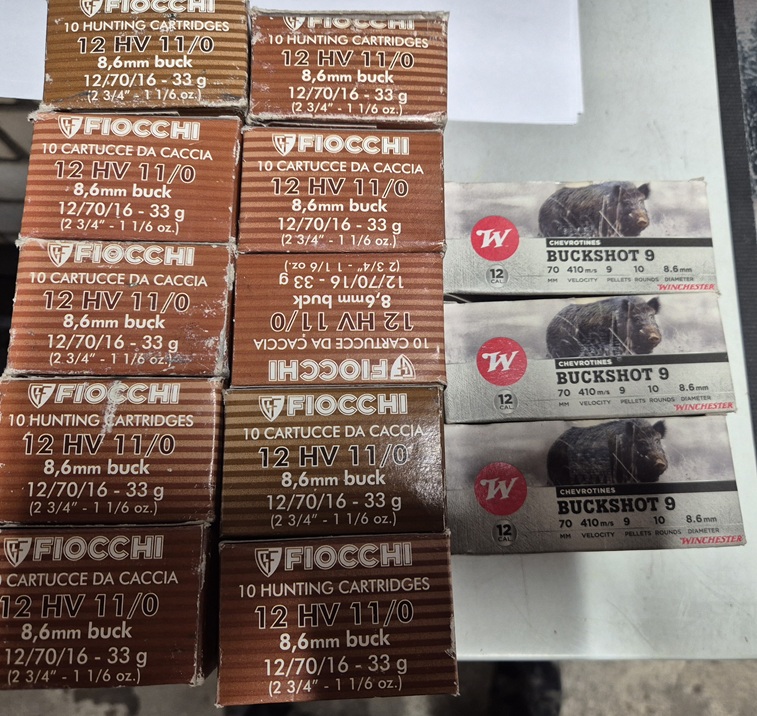 FIOCCHI
10 HUNTING CARTRIDGES
12 HV 11/0
8,6mm buck
12/70/16 - 33 g
(2 3/4" - 1 1/6 oz.)
FIOCCHI
10 CARTUCCE DA CACCIA
12 HV 11/0
8,6mm buck
12/70/16 - 33 g
(2 3/4" - 1 1/6 oz.)
FIOCCHI
10 CARTUCCE DA CACCIA
12 HV 11/0
8,6mm buck
12/70/16 - 33 g
(2 3/4" - 1 1/6 oz.)
FIOCCHI
10 HUNTING CARTRIDGES
12 HV 11/0
8,6mm buck
12/70/16 - 33 g
(2 3/4" - 1 1/6 oz.)
FIOCCHI
CARTUCCE DA CACCIA
12 HV 11/0
8,6mm buck
12/70/16 - 33 g
(2 3/4" - 1 1/6 oz.)
FIOCCHI
10 HUNTING CARTRIDGES
12 HV 11/0
8,6mm buck
12/70/16 - 33 g
(2 3/4" - 1 1/6 oz.)
FIOCCHI
10 CARTUCCE DA CACCIA
12 HV 11/0
8,6mm buck
12/70/16 - 33 g
(2 3/4" - 1 1/6 oz.)
FIOCCHI
10 CARTUCCE DA CACCIA
12 HV 11/0
8,6mm buck
12/70/16 - 33 g
(2 3/4" - 1 1/6 oz.)
FIOCCHI
10 CARTUCCE DA CACCIA
12 HV 11/0
8,6mm buck
12/70/16 - 33 g
(2 3/4" - 1 1/6 oz.)
FIOCCHI
10 HUNTING CARTRIDGES
12 HV 11/0
8,6mm buck
12/70/16 - 33 g
(2 3/4" - 1 1/6 oz.)
W
12
CAL
CHEVROTINES
BUCKSHOT 9
70 410 m/s 9 10 8.6mm
MM VELOCITY PELLETS ROUNDS DIAMETER
WINCHESTER
W
12
CAL
CHEVROTINES
BUCKSHOT 9
70 410 m/s 9 10 8.6mm
MM VELOCITY PELLETS ROUNDS DIAMETER
WINCHESTER
W
12
CAL
CHEVROTINES
BUCKSHOT 9
70 410 m/s 9 10 8.6mm
MM VELOCITY PELLETS ROUNDS DIAMETER
WINCHESTER